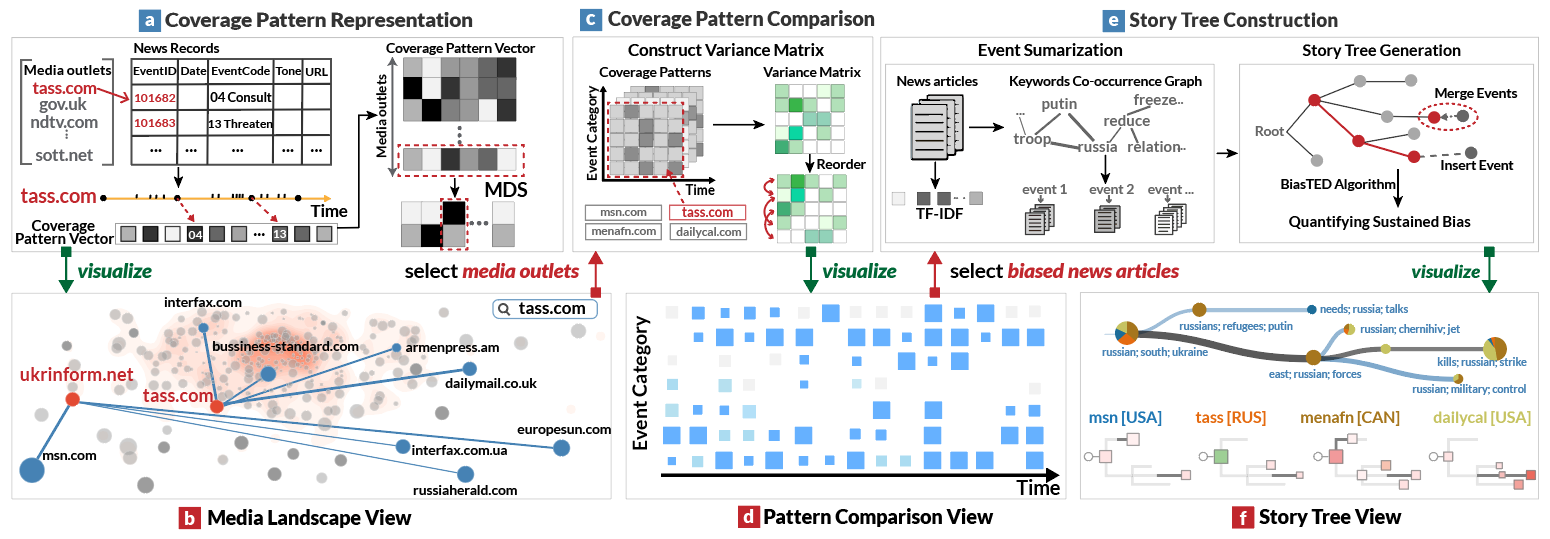 a Coverage Pattern Representation
News Records
Media outlets
tass.com
gov.uk
ndtv.com
⋮
sott.net
EventID Date EventCode Tone URL
101682 04 Consult
101683 13 Threaten
... ... ... ... ...
tass.com
Time
Coverage
Pattern Vector
04 ... 13
Coverage Pattern Vector
Media outlets
MDS
c Coverage Pattern Comparison
Construct Variance Matrix
Coverage Patterns
Event Category
Time
Variance Matrix
Reorder
msn.com
tass.com
menafn.com
dailycal.com
e Story Tree Construction
Event Sumarization
News articles
TF-IDF
Keywords Co-occurrence Graph
putin
freeze..
...
reduce
troop
russia
relation..
event 1
event 2
event ...
Story Tree Generation
Merge Events
Root
Insert Event
BiasTED Algorithm
Quantifying Sustained Bias
visualize
select media outlets
visualize
select biased news articles
visualize
interfax.com
tass.com
bussiness-standard.com
armenpress.am
ukrinform.net
dailymail.co.uk
tass.com
europesun.com
msn.com
interfax.com.ua
russiaherald.com
b Media Landscape View
Event Category
Time
d Pattern Comparison View
needs; russia; talks
russians; refugees; putin
russian; chernihiv; jet
russian; south; ukraine
kills; russian; strike
east; russian; forces
russian; military; control
msn [USA]
tass [RUS]
menafn [CAN]
dailycal [USA]
f Story Tree View